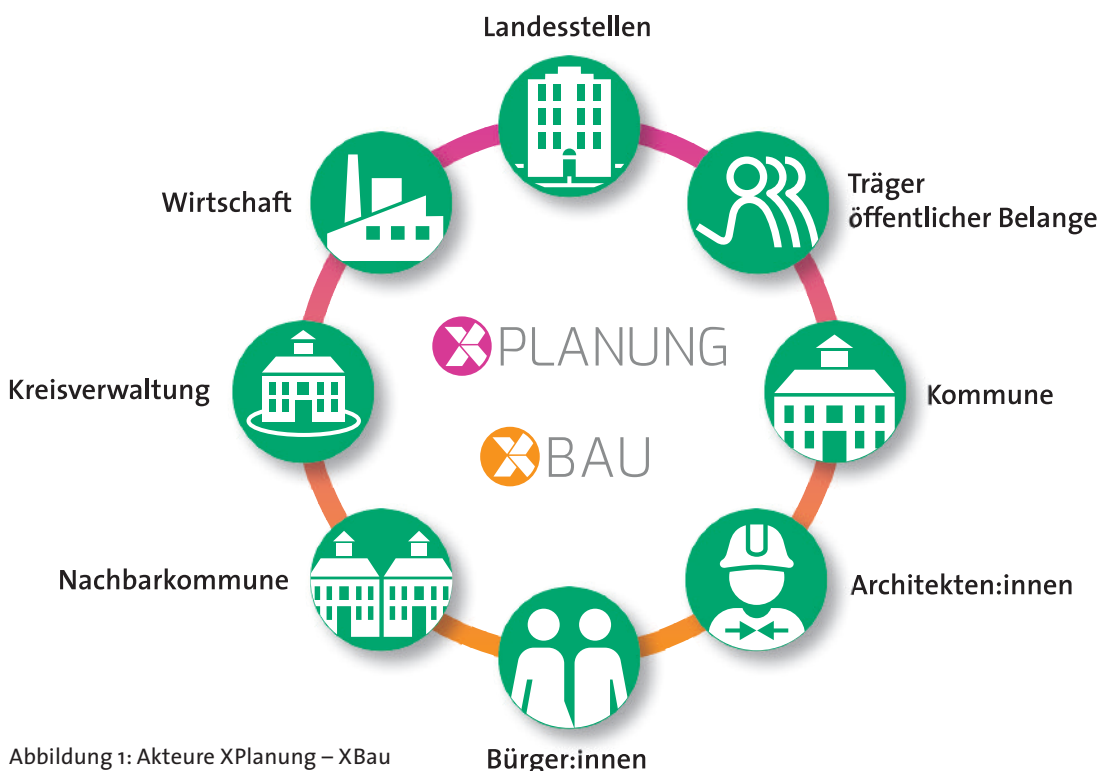 Landesstellen
Wirtschaft
Träger
öffentlicher Belange
XPLANUNG
Kreisverwaltung
Kommune
XBAU
Nachbarkommune
Architekten:innen
Abbildung 1: Akteure XPlanung – XBau
Bürger:innen